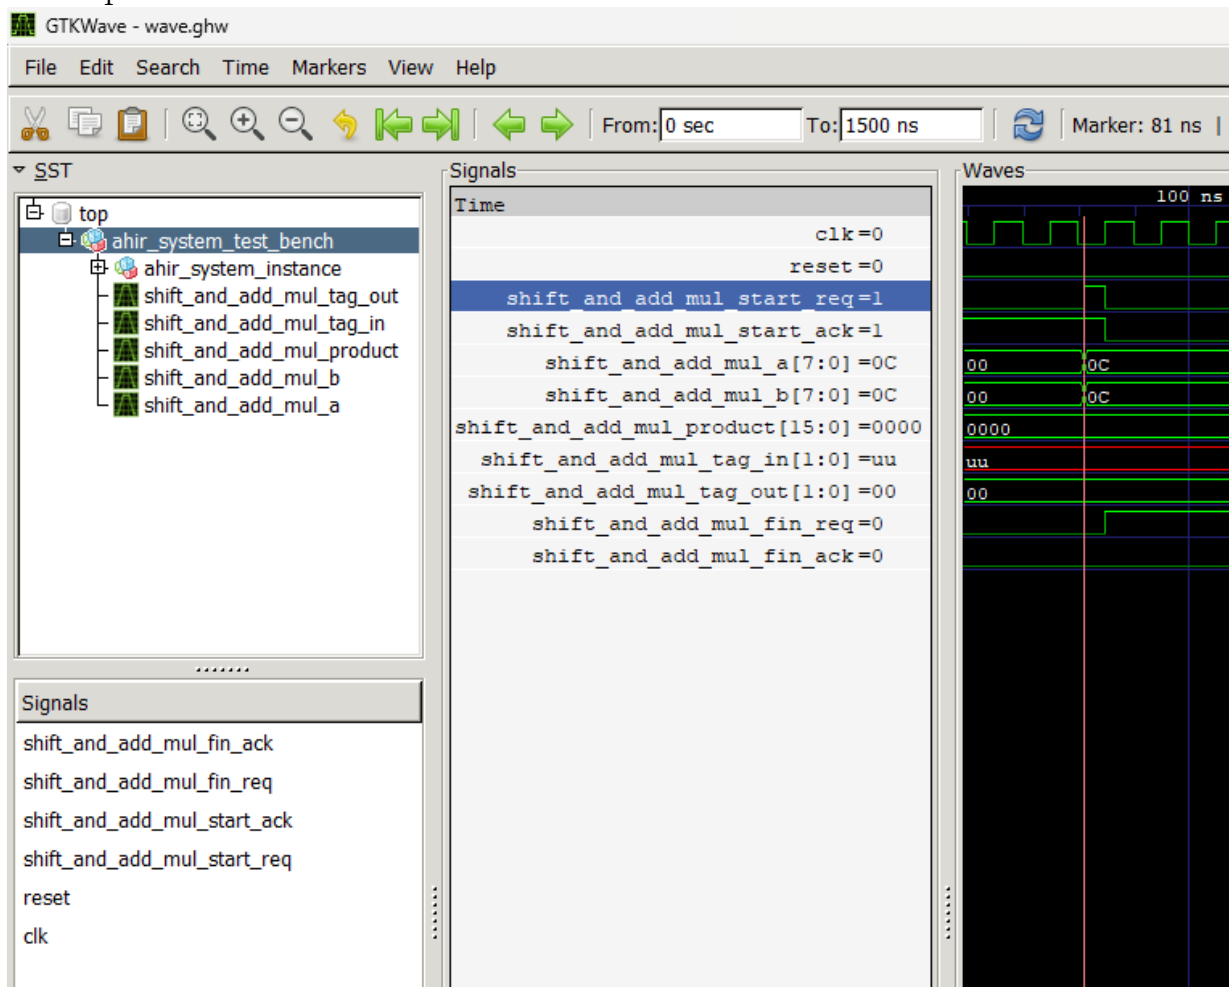 GTKWave - wave.ghw
File Edit Search Time Markers View Help
From: 0 sec To: 1500 ns Marker: 81 ns |
SST
top
ahir_system_test_bench
ahir_system_instance
shift_and_add_mul_tag_out
shift_and_add_mul_tag_in
shift_and_add_mul_product
shift_and_add_mul_b
shift_and_add_mul_a
Signals
shift_and_add_mul_fin_ack
shift_and_add_mul_fin_req
shift_and_add_mul_start_ack
shift_and_add_mul_start_req
reset
clk
Signals
Time
clk=0
reset=0
shift_and_add_mul_start_req=1
shift_and_add_mul_start_ack=1
shift_and_add_mul_a[7:0]=0C
shift_and_add_mul_b[7:0]=0C
shift_and_add_mul_product[15:0]=0000
shift_and_add_mul_tag_in[1:0]=uu
shift_and_add_mul_tag_out[1:0]=00
shift_and_add_mul_fin_req=0
shift_and_add_mul_fin_ack=0
Waves
100 ns
00 0C
00 0C
0000
uu
00